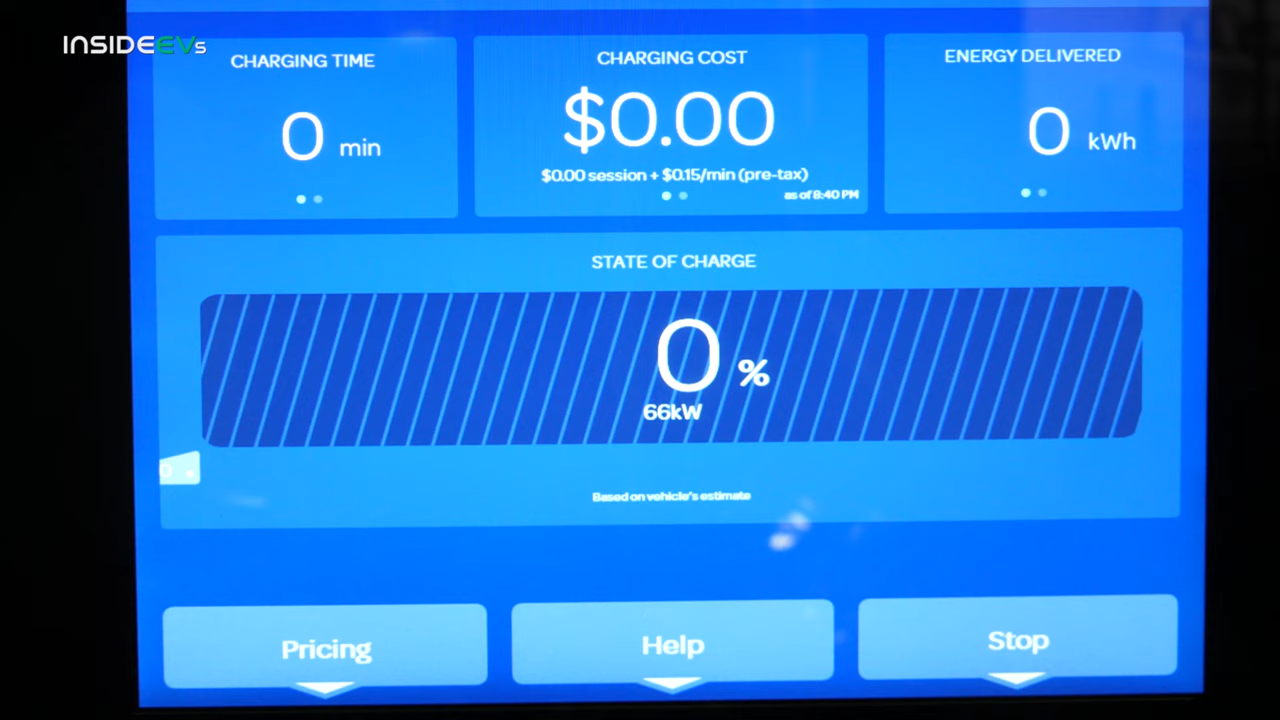 INSIDEEVs
CHARGING TIME
0 min
CHARGING COST
$0.00
$0.00 session + $0.15/min (pre-tax)
as of 8:40 PM
ENERGY DELIVERED
0 kWh
STATE OF CHARGE
0 %
66kW
0
Based on vehicle's estimate
Pricing
Help
Stop